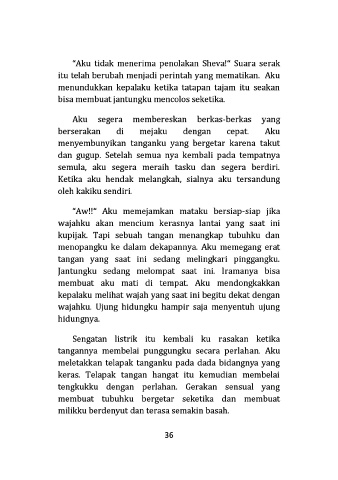 "Aku tidak menerima penolakan Sheva!" Suara serak
itu telah berubah menjadi perintah yang mematikan. Aku
menundukkan kepalaku ketika tatapan tajam itu seakan
bisa membuat jantungku mencolos seketika.
Aku segera membereskan berkas-berkas yang
berserakan di mejaku dengan cepat. Aku
menyembunyikan tanganku yang bergetar karena takut
dan gugup. Setelah semua nya kembali pada tempatnya
semula, aku segera meraih tasku dan segera berdiri.
Ketika aku hendak melangkah, sialnya aku tersandung
oleh kakiku sendiri.
"Aw!!" Aku memejamkan mataku bersiap-siap jika
wajahku akan mencium kerasnya lantai yang saat ini
kupijak. Tapi sebuah tangan menangkap tubuhku dan
menopangku ke dalam dekapannya. Aku memegang erat
tangan yang saat ini sedang melingkari pinggangku.
Jantungku sedang melompat saat ini. Iramanya bisa
membuat aku mati di tempat. Aku mendongkakkan
kepalaku melihat wajah yang saat ini begitu dekat dengan
wajahku. Ujung hidungku hampir saja menyentuh ujung
hidungnya.
Sengatan listrik itu kembali ku rasakan ketika
tangannya membelai punggungku secara perlahan. Aku
meletakkan telapak tanganku pada dada bidangnya yang
keras. Telapak tangan hangat itu kemudian membelai
tengkukku dengan perlahan. Gerakan sensual yang
membuat tubuhku bergetar seketika dan membuat
milikku berdenyut dan terasa semakin basah.
36